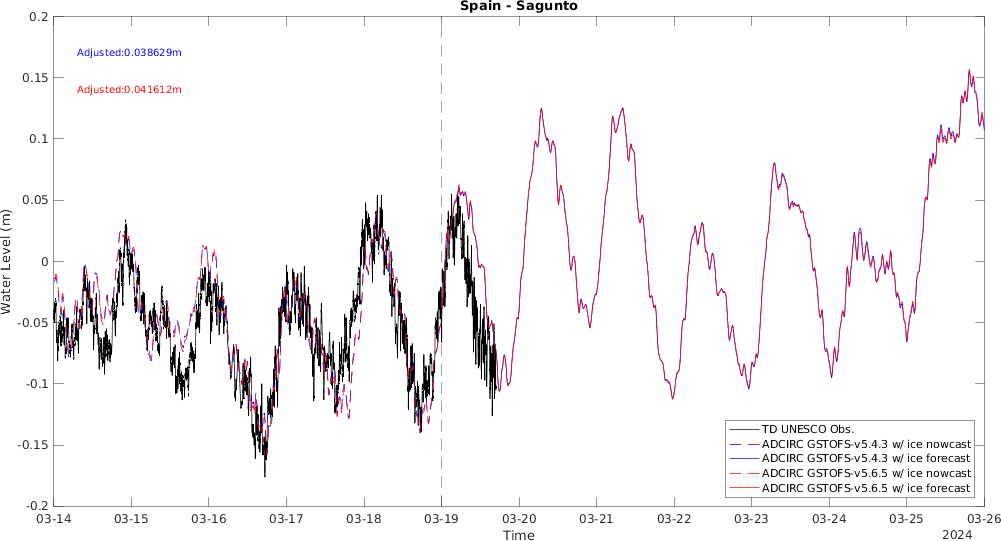 Spain - Sagunto
Adjusted:0.038629m
Adjusted:0.041612m
Water Level (m)
0.2
0.15
0.1
0.05
0
-0.05
-0.1
-0.15
-0.2
TD UNESCO Obs.
ADCIRC GSTOFS-v5.4.3 w/ ice nowcast
ADCIRC GSTOFS-v5.4.3 w/ ice forecast
ADCIRC GSTOFS-v5.6.5 w/ ice nowcast
ADCIRC GSTOFS-v5.6.5 w/ ice forecast
03-14 03-15 03-16 03-17 03-18 03-19 03-20 03-21 03-22 03-23 03-24 03-25 03-26
Time
2024